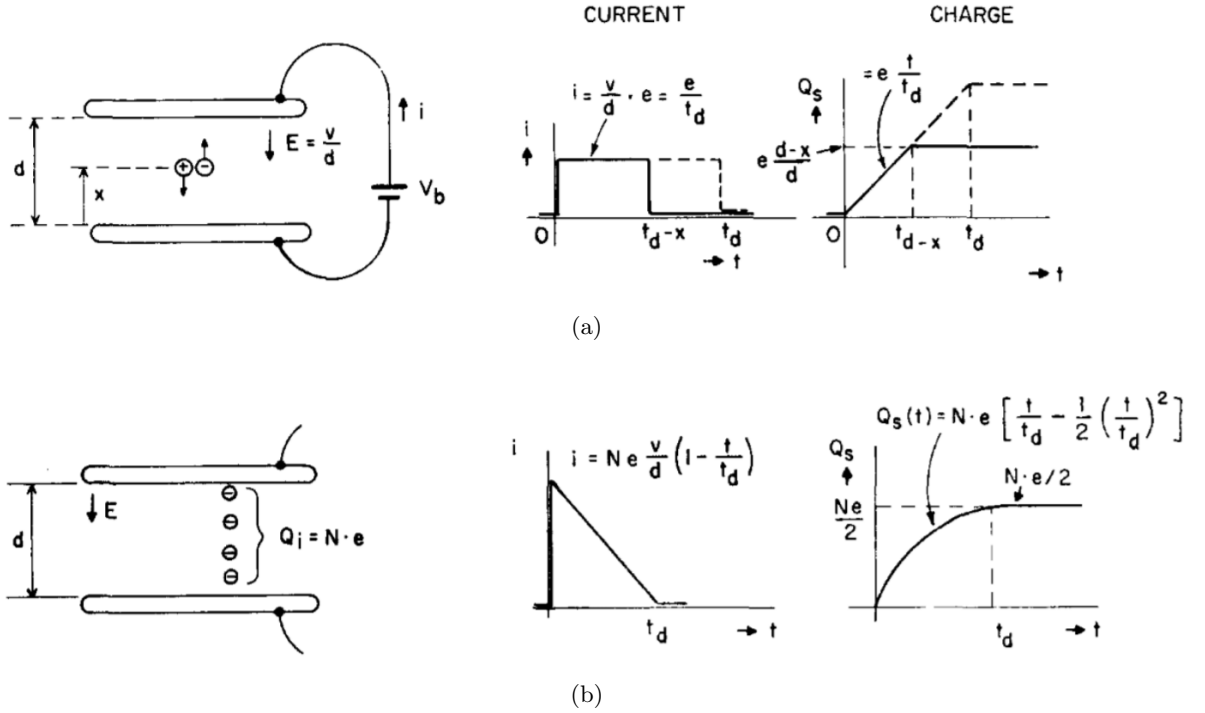 CURRENT
CHARGE
d
x
+
−
E = v/d
i
V_b
i
i = v/d · e = e/t_d
0
t_d-x
t_d
t
Q_s
= e t/t_d
e d-x/d
0
t_d-x
t_d
t
(a)
d
E
Q_i = N·e
i
i = N e v/d (1 - t/t_d)
t_d
t
Q_s(t) = N·e [t/t_d - 1/2 (t/t_d)^2]
Q_s
N·e/2
Ne/2
t_d
t
(b)